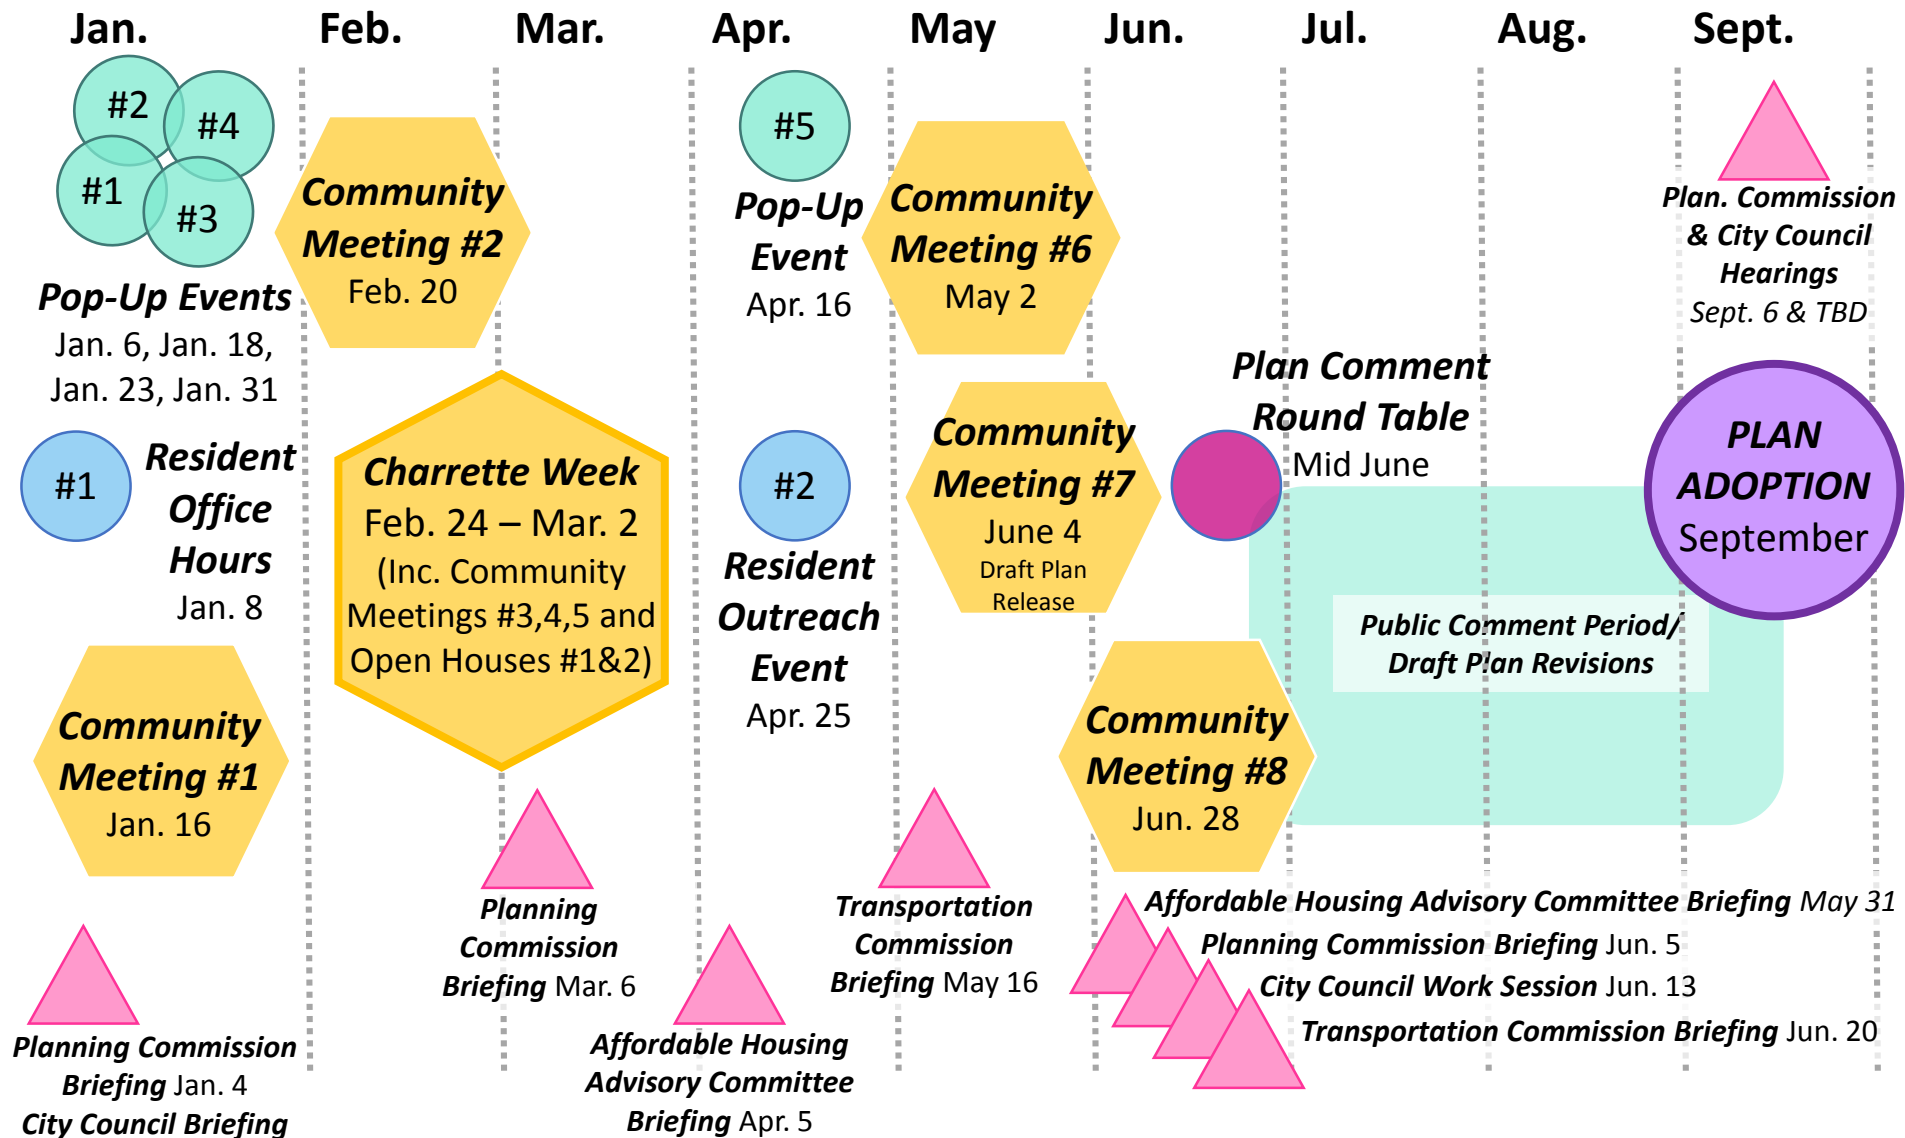 Jan. Feb. Mar. Apr. May Jun. Jul. Aug. Sept.
#2
#4
#1
#3
Pop-Up Events
Jan. 6, Jan. 18,
Jan. 23, Jan. 31
#1
Resident
Office
Hours
Jan. 8
Community
Meeting #1
Jan. 16
Planning Commission
Briefing Jan. 4
City Council Briefing
Community
Meeting #2
Feb. 20
Charrette Week
Feb. 24 – Mar. 2
(Inc. Community
Meetings #3,4,5 and
Open Houses #1&2)
Planning
Commission
Briefing Mar. 6
#5
Pop-Up
Event
Apr. 16
#2
Resident
Outreach
Event
Apr. 25
Affordable Housing
Advisory Committee
Briefing Apr. 5
Community
Meeting #6
May 2
Community
Meeting #7
June 4
Draft Plan
Release
Transportation
Commission
Briefing May 16
Plan Comment
Round Table
Mid June
Community
Meeting #8
Jun. 28
Affordable Housing Advisory Committee Briefing May 31
Planning Commission Briefing Jun. 5
City Council Work Session Jun. 13
Transportation Commission Briefing Jun. 20
Public Comment Period/
Draft Plan Revisions
Plan. Commission
& City Council
Hearings
Sept. 6 & TBD
PLAN
ADOPTION
September